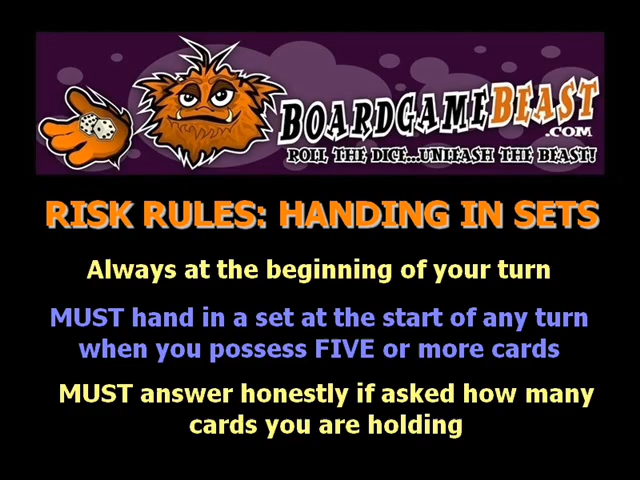 BOARDGAMEBEAST
.COM
ROLL THE DICE...UNLEASH THE BEAST!
RISK RULES: HANDING IN SETS
Always at the beginning of your turn
MUST hand in a set at the start of any turn
when you possess FIVE or more cards
MUST answer honestly if asked how many
cards you are holding